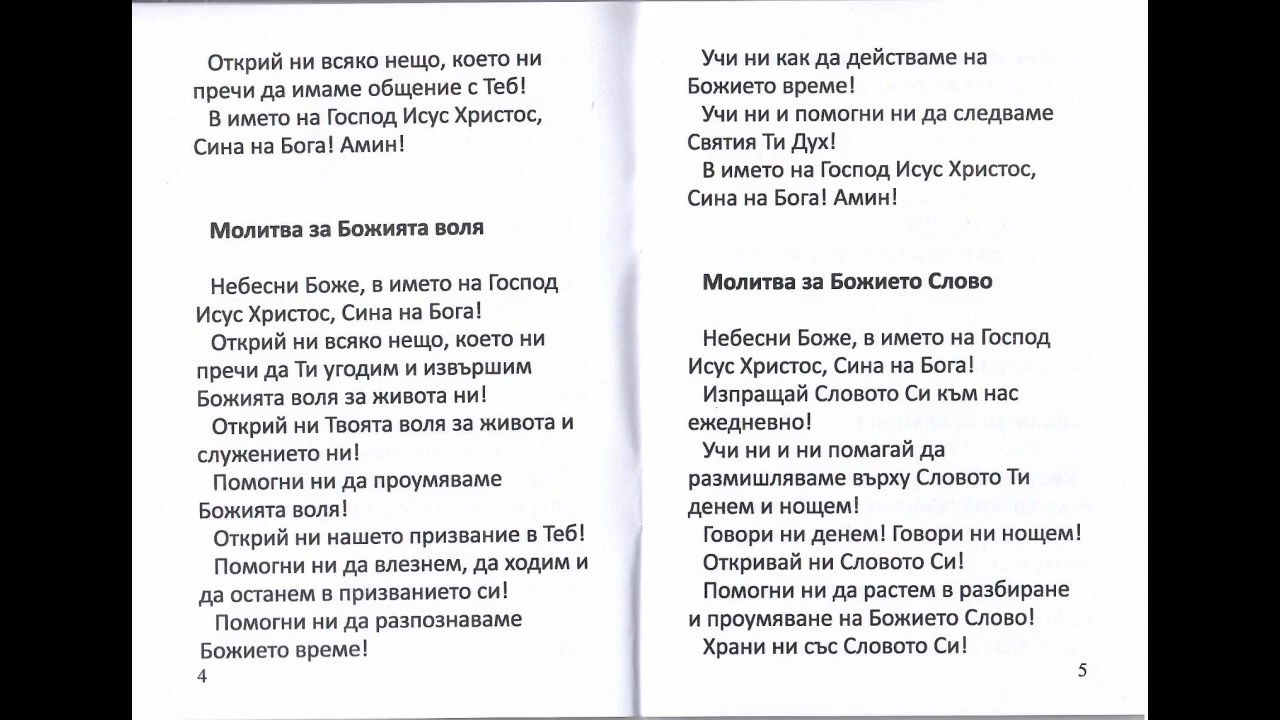 Открий ни всяко нещо, което ни
пречи да имаме общение с Теб!
В името на Господ Исус Христос,
Сина на Бога! Амин!
Молитва за Божията воля
Небесни Боже, в името на Господ
Исус Христос, Сина на Бога!
Открий ни всяко нещо, което ни
пречи да Ти угодим и извършим
Божията воля за живота ни!
Открий ни Твоята воля за живота и
служението ни!
Помогни ни да проумяваме
Божията воля!
Открий ни нашето призвание в Теб!
Помогни ни да влезнем, да ходим и
да останем в призванието си!
Помогни ни да разпознаваме
Божието време!
4
Учи ни как да действаме на
Божието време!
Учи ни и помогни ни да следваме
Святия Ти Дух!
В името на Господ Исус Христос,
Сина на Бога! Амин!
Молитва за Божието Слово
Небесни Боже, в името на Господ
Исус Христос, Сина на Бога!
Изпращай Словото Си към нас
ежедневно!
Учи ни и ни помагай да
размишляваме върху Словото Ти
денем и нощем!
Говори ни денем! Говори ни нощем!
Откривай ни Словото Си!
Помогни ни да растем в разбиране
и проумяване на Божието Слово!
Храни ни със Словото Си!
5